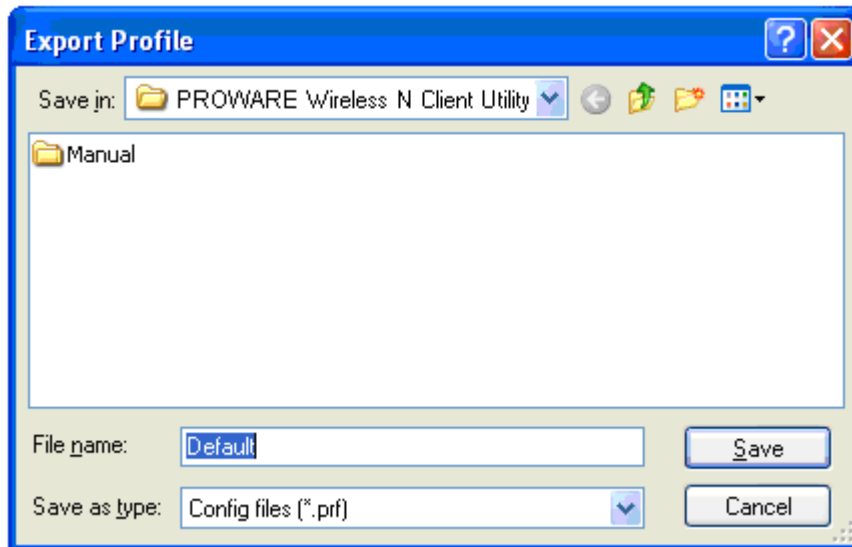 Export Profile
Save in: PROWARE Wireless N Client Utility
Manual
File name: Default
Save
Save as type: Config files (*.prf)
Cancel